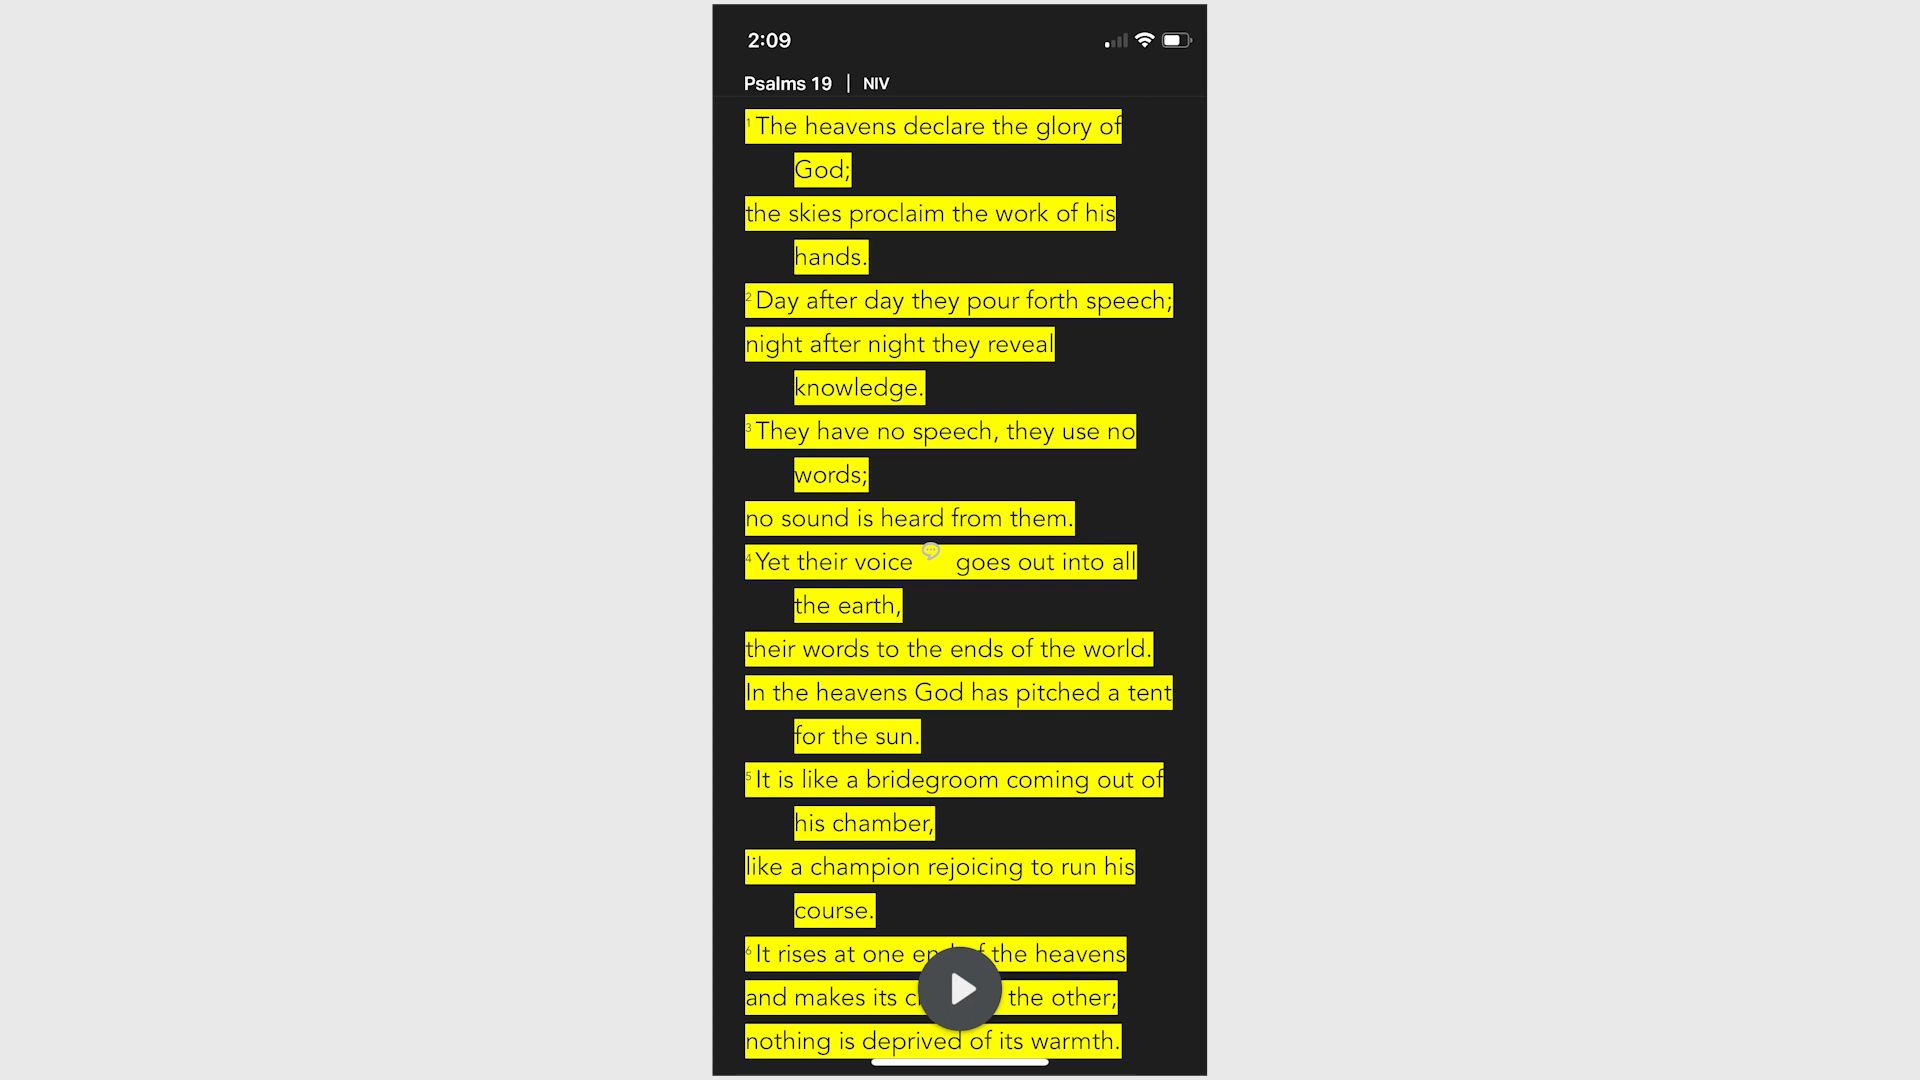 2:09
Psalms 19 | NIV
1 The heavens declare the glory of
God;
the skies proclaim the work of his
hands.
2 Day after day they pour forth speech;
night after night they reveal
knowledge.
3 They have no speech, they use no
words;
no sound is heard from them.
4 Yet their voice goes out into all
the earth,
their words to the ends of the world.
In the heavens God has pitched a tent
for the sun.
5 It is like a bridegroom coming out of
his chamber,
like a champion rejoicing to run his
course.
6 It rises at one end of the heavens
and makes its the other;
nothing is deprived of its warmth.